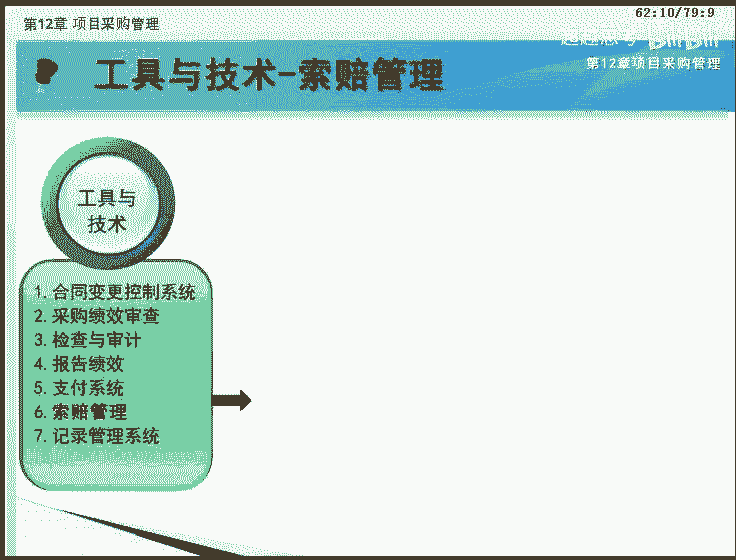 第12章 项目采购管理
62:10/79:9
bilibili
第12章项目采购管理
工具与技术-索赔管理
工具与
技术
1. 合同变更控制系统
2. 采购绩效审查
3. 检查与审计
4. 报告绩效
5. 支付系统
6. 索赔管理
7. 记录管理系统